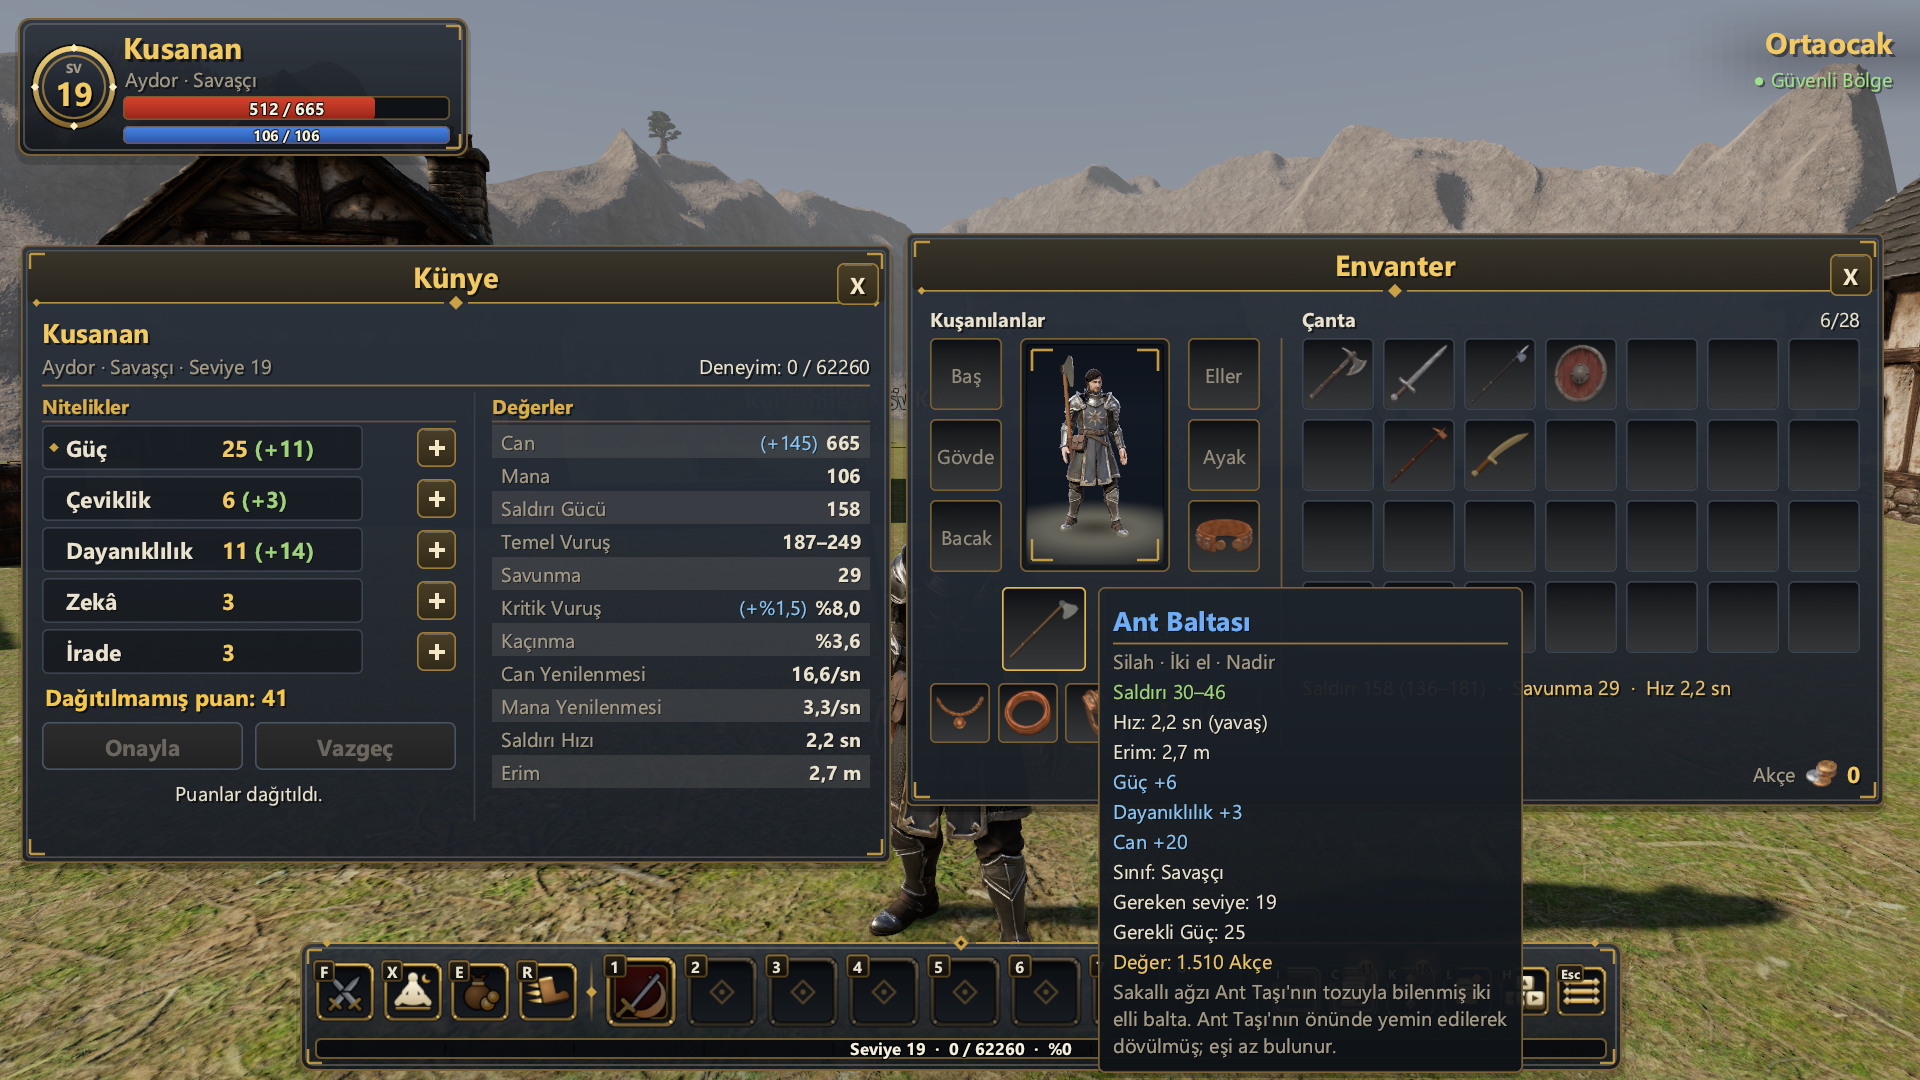 SV
19
Kusanan
Aydor · Savaşçı
512 / 665
106 / 106
Ortaocak
Güvenli Bölge
Künye
X
Kusanan
Aydor · Savaşçı · Seviye 19
Deneyim: 0 / 62260
Nitelikler
Güç 25 (+11) +
Çeviklik 6 (+3) +
Dayanıklılık 11 (+14) +
Zekâ 3 +
İrade 3 +
Dağıtılmamış puan: 41
Onayla
Vazgeç
Puanlar dağıtıldı.
Değerler
Can (+145) 665
Mana 106
Saldırı Gücü 158
Temel Vuruş 187–249
Savunma 29
Kritik Vuruş (+%1,5) %8,0
Kaçınma %3,6
Can Yenilenmesi 16,6/sn
Mana Yenilenmesi 3,3/sn
Saldırı Hızı 2,2 sn
Erim 2,7 m
Envanter
X
Kuşanılanlar
Baş
Gövde
Bacak
Eller
Ayak
Çanta
6/28
Saldırı 158 (136–181) · Savunma 29 · Hız 2,2 sn
Akçe 0
Ant Baltası
Silah · İki el · Nadir
Saldırı 30–46
Hız: 2,2 sn (yavaş)
Erim: 2,7 m
Güç +6
Dayanıklılık +3
Can +20
Sınıf: Savaşçı
Gereken seviye: 19
Gerekli Güç: 25
Değer: 1.510 Akçe
Sakallı ağzı Ant Taşı'nın tozuyla bilenmiş iki
elli balta. Ant Taşı'nın önünde yemin edilerek
dövülmüş; eşi az bulunur.
F
X
E
R
1
2
3
4
5
6
Esc
Seviye 19 · 0 / 62260 · %0